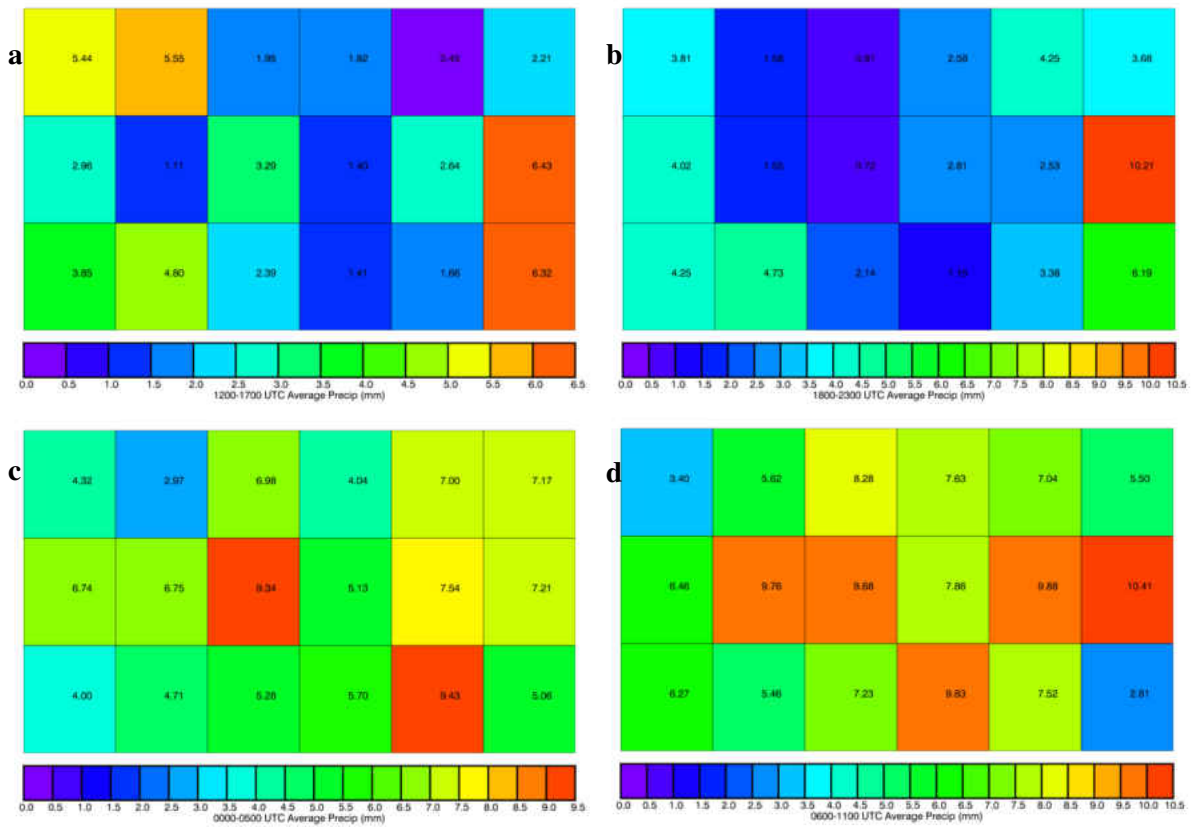 a
5.44 5.55 1.82 2.21
2.96 1.11 3.29 1.40 2.64 6.43
3.85 4.80 2.39 1.41 1.66 6.32
0.0 0.5 1.0 1.5 2.0 2.5 3.0 3.5 4.0 4.5 5.0 5.5 6.0 6.5
1200-1700 UTC Average Precip (mm)
b
3.81 2.58 4.25 3.68
4.02 2.81 2.53 10.21
4.25 4.73 2.14 3.38 6.19
0.0 0.5 1.0 1.5 2.0 2.5 3.0 3.5 4.0 4.5 5.0 5.5 6.0 6.5 7.0 7.5 8.0 8.5 9.0 9.5 10.0 10.5
1800-2300 UTC Average Precip (mm)
c
4.32 2.97 6.98 4.04 7.00 7.17
6.74 6.75 9.34 5.13 7.54 7.21
4.00 4.71 5.28 5.70 9.43 5.06
0.0 0.5 1.0 1.5 2.0 2.5 3.0 3.5 4.0 4.5 5.0 5.5 6.0 6.5 7.0 7.5 8.0 8.5 9.0 9.5
0000-0500 UTC Average Precip (mm)
d
3.40 5.62 8.28 7.63 7.04 5.50
6.46 9.76 9.68 7.86 9.88 10.41
6.27 5.46 7.23 9.83 7.52 2.81
0.0 0.5 1.0 1.5 2.0 2.5 3.0 3.5 4.0 4.5 5.0 5.5 6.0 6.5 7.0 7.5 8.0 8.5 9.0 9.5 10.0 10.5
0600-1100 UTC Average Precip (mm)